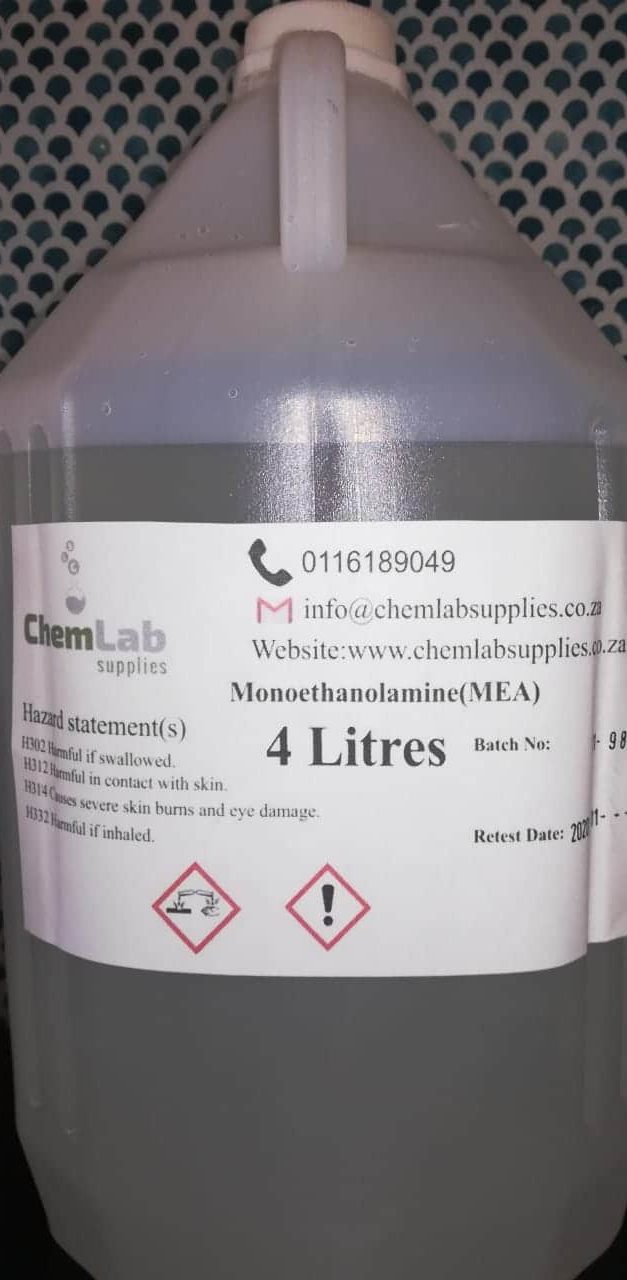 0116189049
info@chemlabsupplies.co.za
Website:www.chemlabsupplies.co.za
ChemLab
supplies
Monoethanolamine(MEA)
4 Litres
Hazard statement(s)
H302 Harmful if swallowed.
H312 Harmful in contact with skin.
H314 Causes severe skin burns and eye damage.
H332 Harmful if inhaled.
Batch No:
Retest Date: